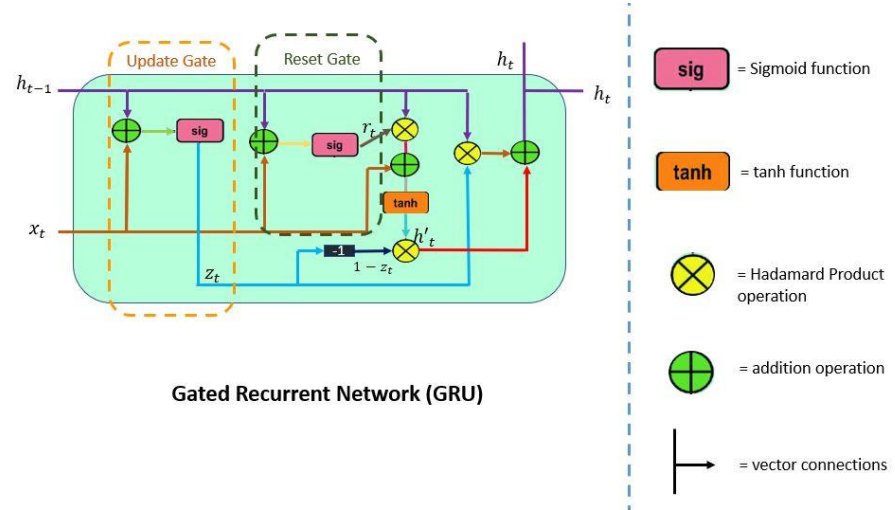 Update Gate
Reset Gate
h_t
h_{t-1}
h_t
sig
sig
r_t
tanh
x_t
h'_t
-1
1 - z_t
z_t
Gated Recurrent Network (GRU)
sig = Sigmoid function
tanh = tanh function
= Hadamard Product
operation
= addition operation
= vector connections